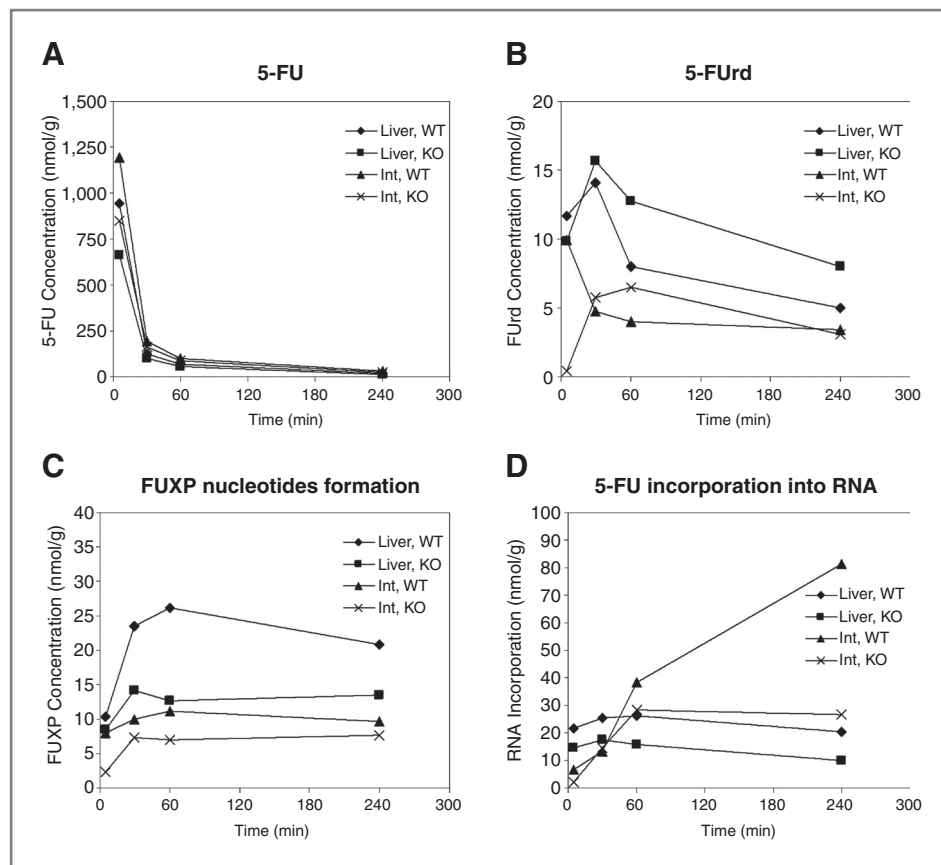 A
5-FU
1,500
1,250
1,000
750
500
250
0
5-FU Concentration (nmol/g)
Liver, WT
Liver, KO
Int, WT
Int, KO
0 60 120 180 240 300
Time (min)
B
5-FUrd
20
15
10
5
0
FUrd Concentration (nmol/g)
Liver, WT
Liver, KO
Int, WT
Int, KO
0 60 120 180 240 300
Time (min)
C
FUXP nucleotides formation
40
35
30
25
20
15
10
5
0
FUXP Concentration (nmol/g)
Liver, WT
Liver, KO
Int, WT
Int, KO
0 60 120 180 240 300
Time (min)
D
5-FU incorporation into RNA
100
90
80
70
60
50
40
30
20
10
0
RNA Incorporation (nmol/g)
Liver, WT
Liver, KO
Int, WT
Int, KO
0 60 120 180 240 300
Time (min)